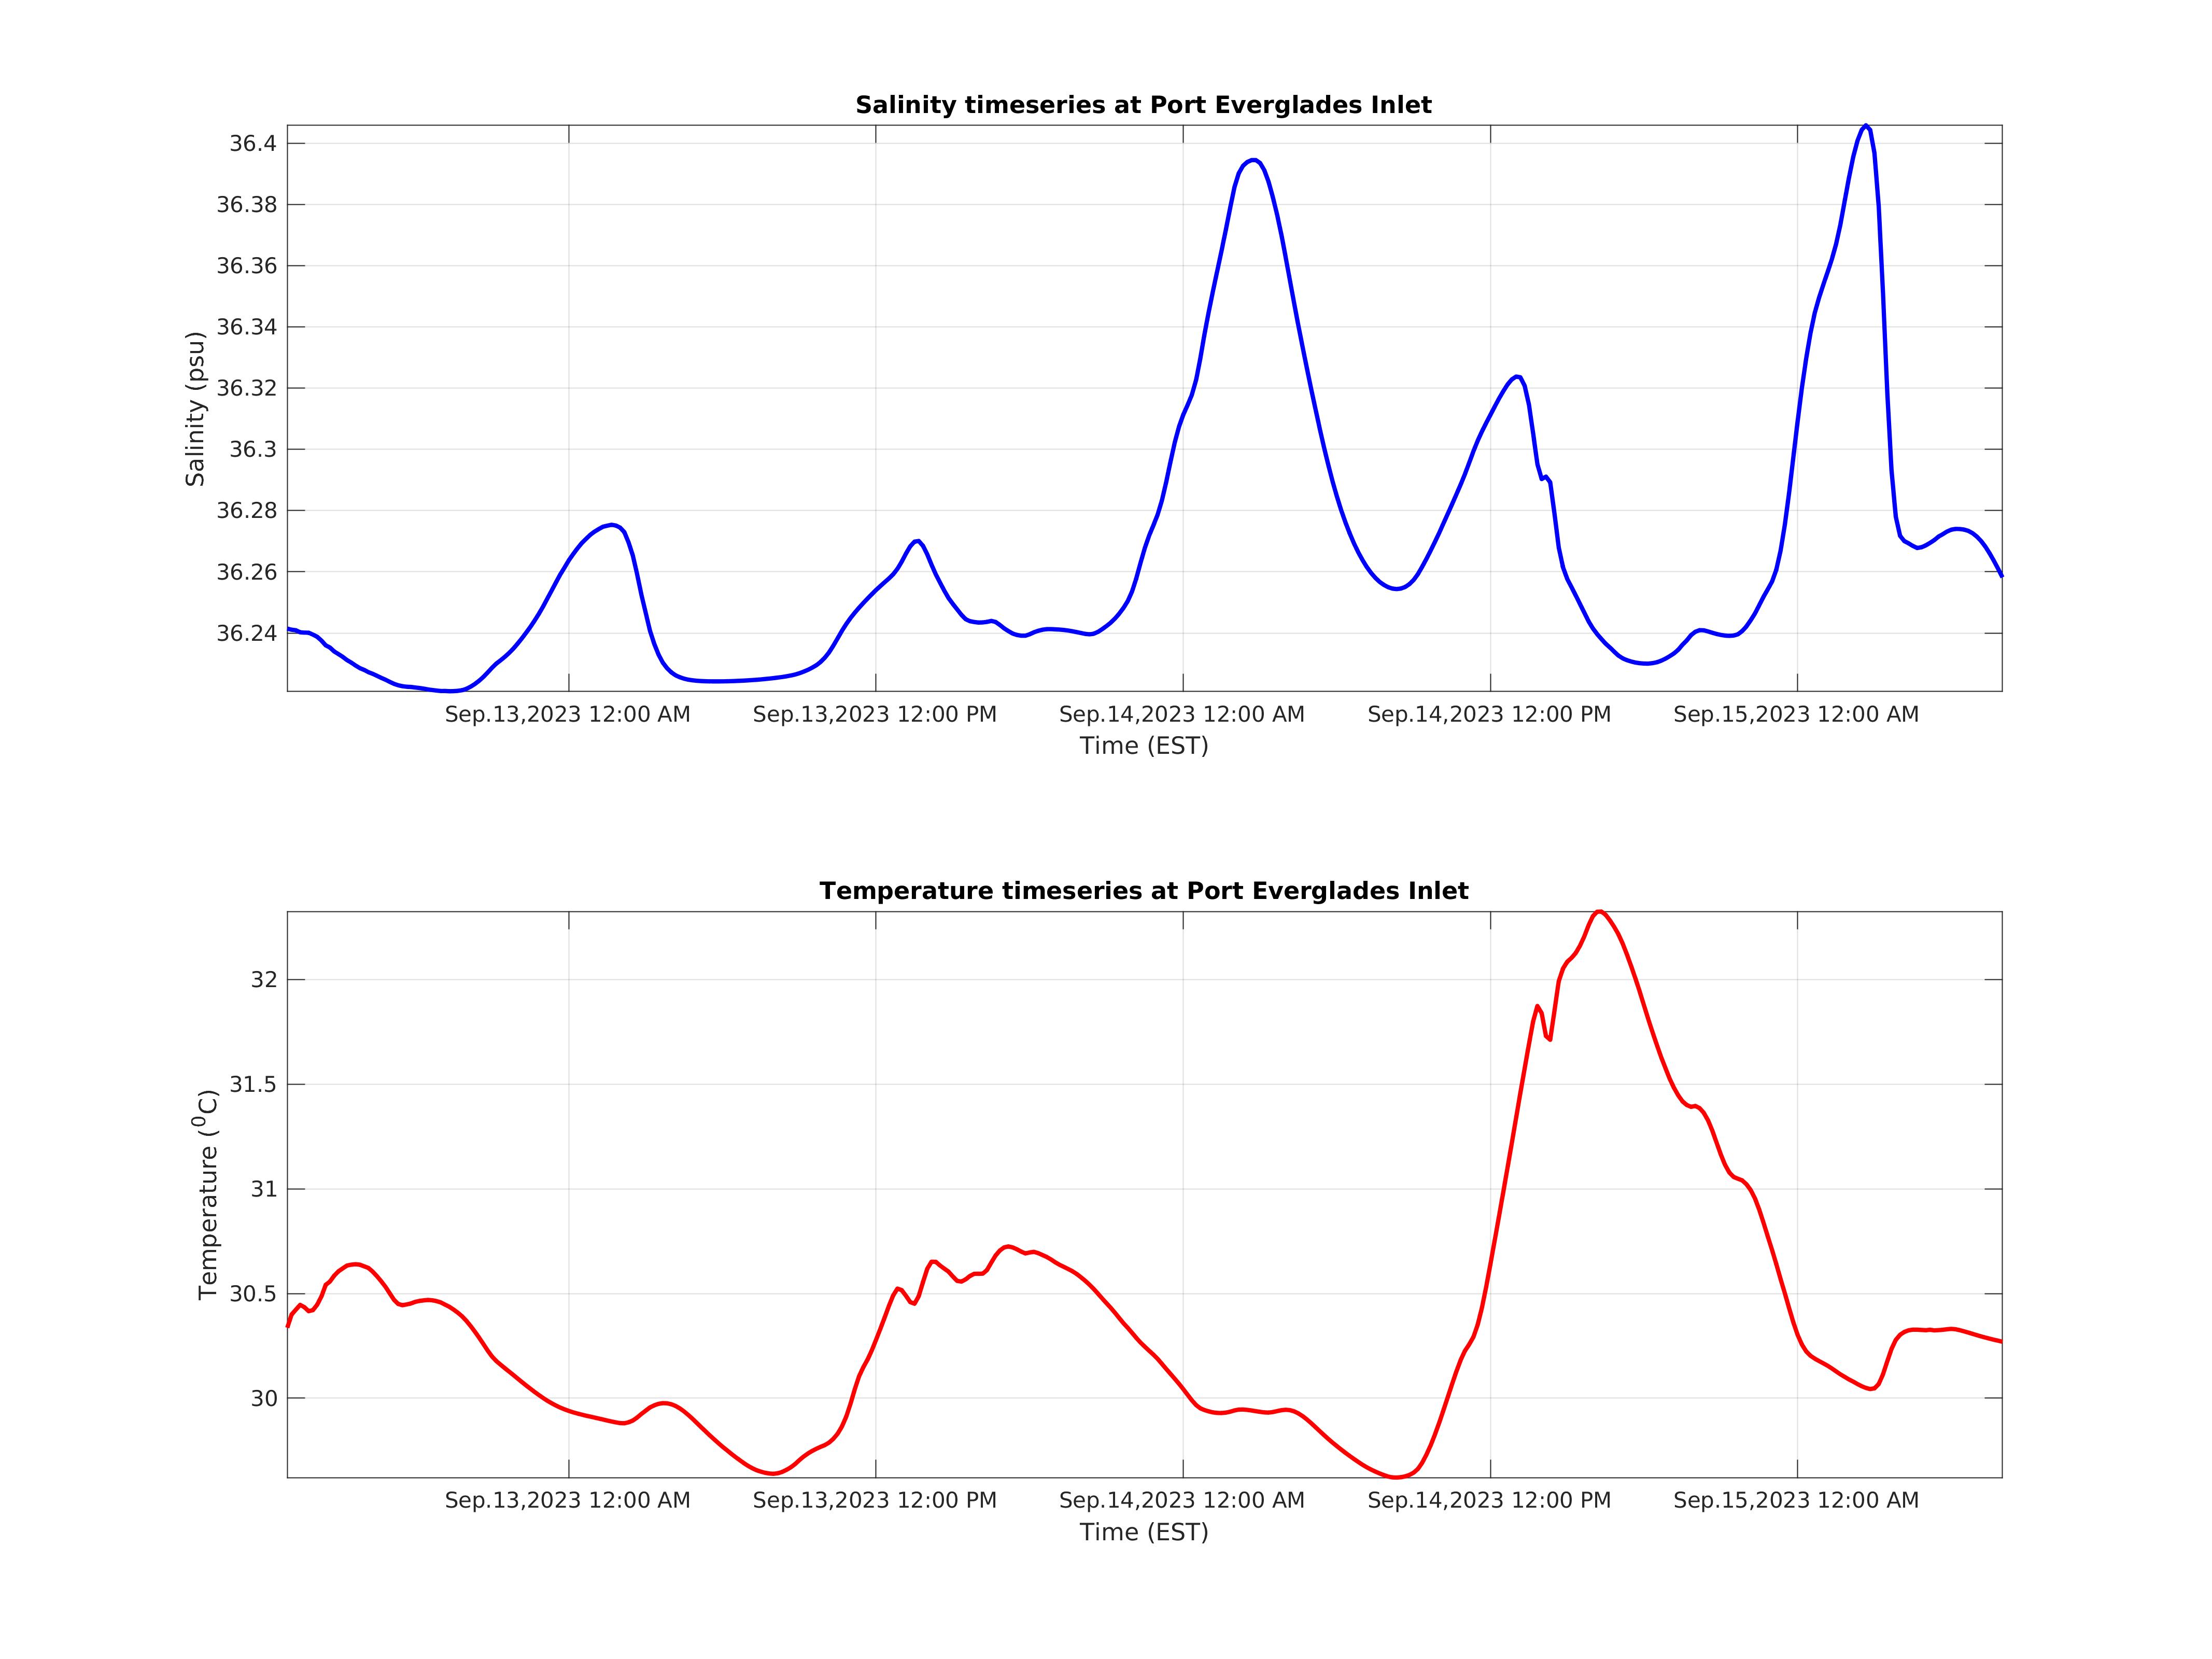 Salinity timeseries at Port Everglades Inlet
36.4
36.38
36.36
36.34
36.32
36.3
36.28
36.26
36.24
Salinity (psu)
Sep.13,2023 12:00 AM Sep.13,2023 12:00 PM Sep.14,2023 12:00 AM Sep.14,2023 12:00 PM Sep.15,2023 12:00 AM
Time (EST)
Temperature timeseries at Port Everglades Inlet
32
31.5
31
30.5
30
Temperature (⁰C)
Sep.13,2023 12:00 AM Sep.13,2023 12:00 PM Sep.14,2023 12:00 AM Sep.14,2023 12:00 PM Sep.15,2023 12:00 AM
Time (EST)